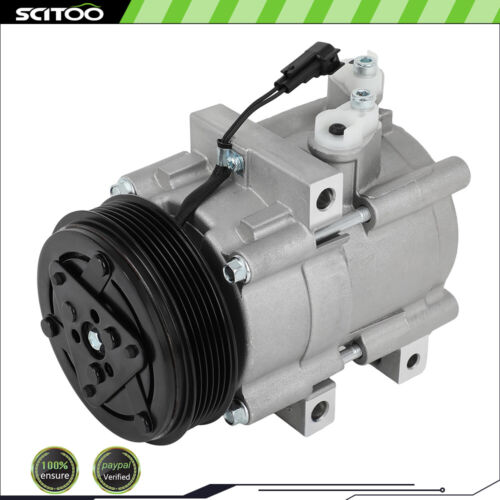 SCITOO
100%
ensure
paypal
Verified